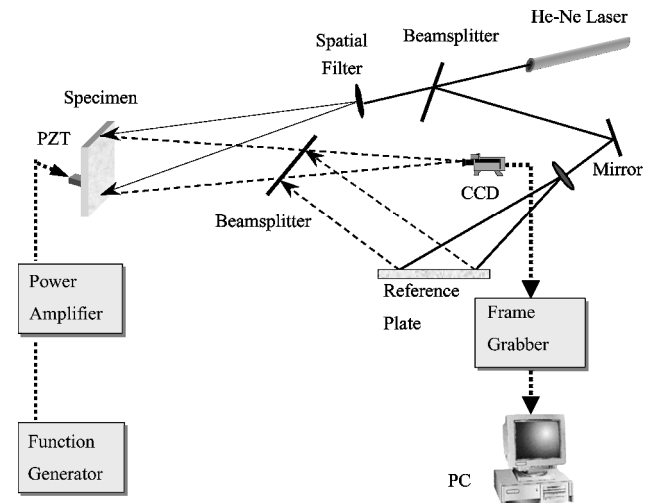 He-Ne Laser
Beamsplitter
Spatial
Filter
Specimen
PZT
Mirror
CCD
Beamsplitter
Power
Amplifier
Reference
Plate
Frame
Grabber
Function
Generator
PC